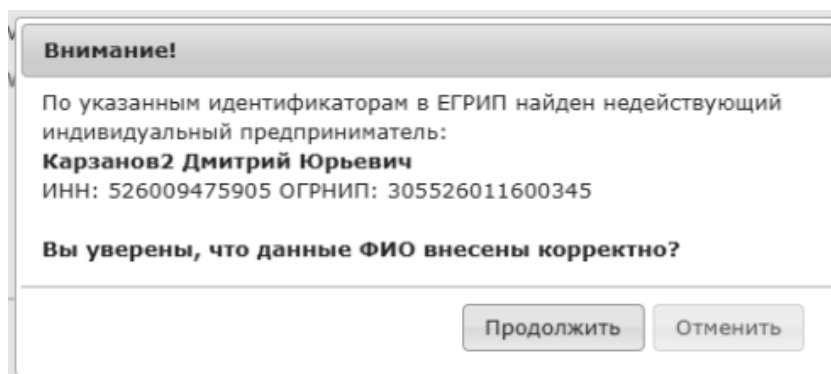 Внимание!
По указанным идентификаторам в ЕГРИП найден недействующий
индивидуальный предприниматель:
Карзанов2 Дмитрий Юрьевич
ИНН: 526009475905 ОГРНИП: 305526011600345
Вы уверены, что данные ФИО внесены корректно?
Продолжить Отменить